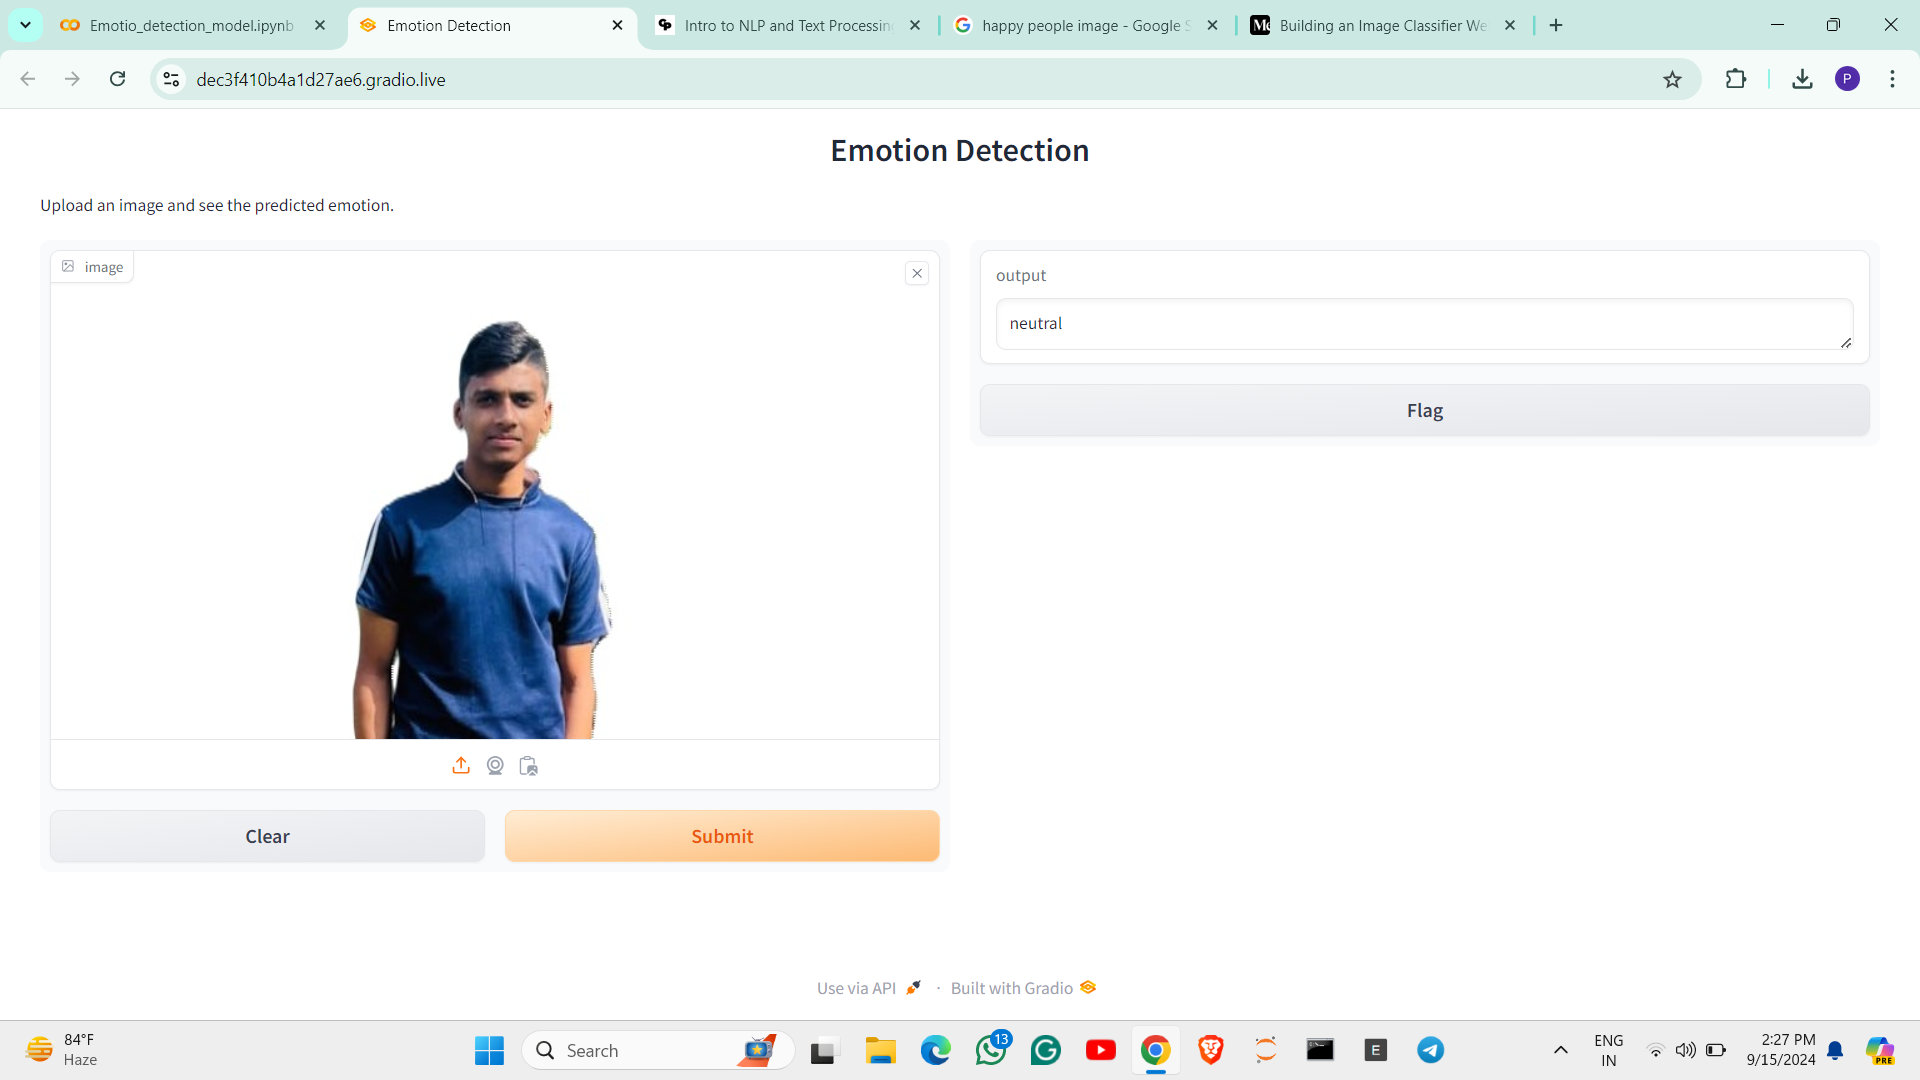 Emotio_detection_model.ipynb
Emotion Detection
Intro to NLP and Text Processin
happy people image - Google S
Building an Image Classifier We
dec3f410b4a1d27ae6.gradio.live
P
Emotion Detection
Upload an image and see the predicted emotion.
image
output
neutral
Flag
Clear
Submit
Use via API · Built with Gradio
84°F
Haze
Search
13
E
ENG
IN
2:27 PM
9/15/2024
PRE